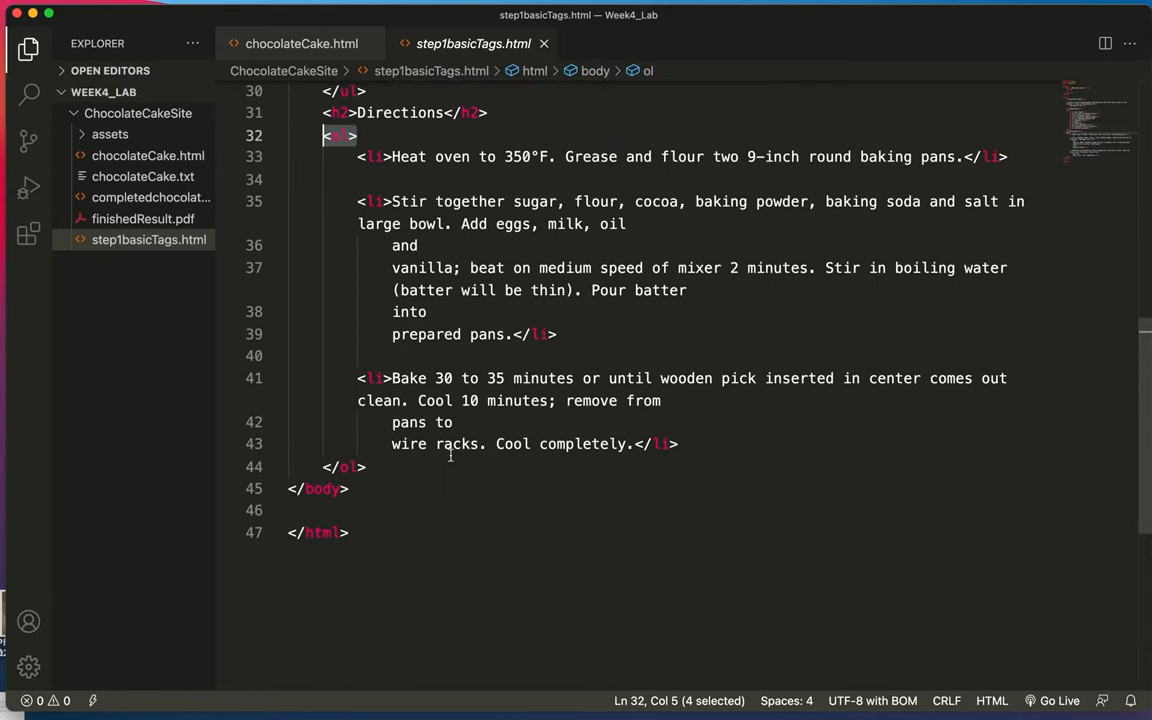 step1basicTags.html — Week4_Lab
EXPLORER
chocolateCake.html
step1basicTags.html
OPEN EDITORS
ChocolateCakeSite > step1basicTags.html > html > body > ol
WEEK4_LAB
ChocolateCakeSite
assets
chocolateCake.html
chocolateCake.txt
completedchocolat...
finishedResult.pdf
step1basicTags.html
30 </ul>
31 <h2>Directions</h2>
32 <ol>
33 <li>Heat oven to 350°F. Grease and flour two 9-inch round baking pans.</li>
34
35 <li>Stir together sugar, flour, cocoa, baking powder, baking soda and salt in
large bowl. Add eggs, milk, oil
36 and
37 vanilla; beat on medium speed of mixer 2 minutes. Stir in boiling water
(batter will be thin). Pour batter
38 into
39 prepared pans.</li>
40
41 <li>Bake 30 to 35 minutes or until wooden pick inserted in center comes out
clean. Cool 10 minutes; remove from
42 pans to
43 wire racks. Cool completely.</li>
44 </ol>
45 </body>
46
47 </html>
0 0
Ln 32, Col 5 (4 selected) Spaces: 4 UTF-8 with BOM CRLF HTML Go Live